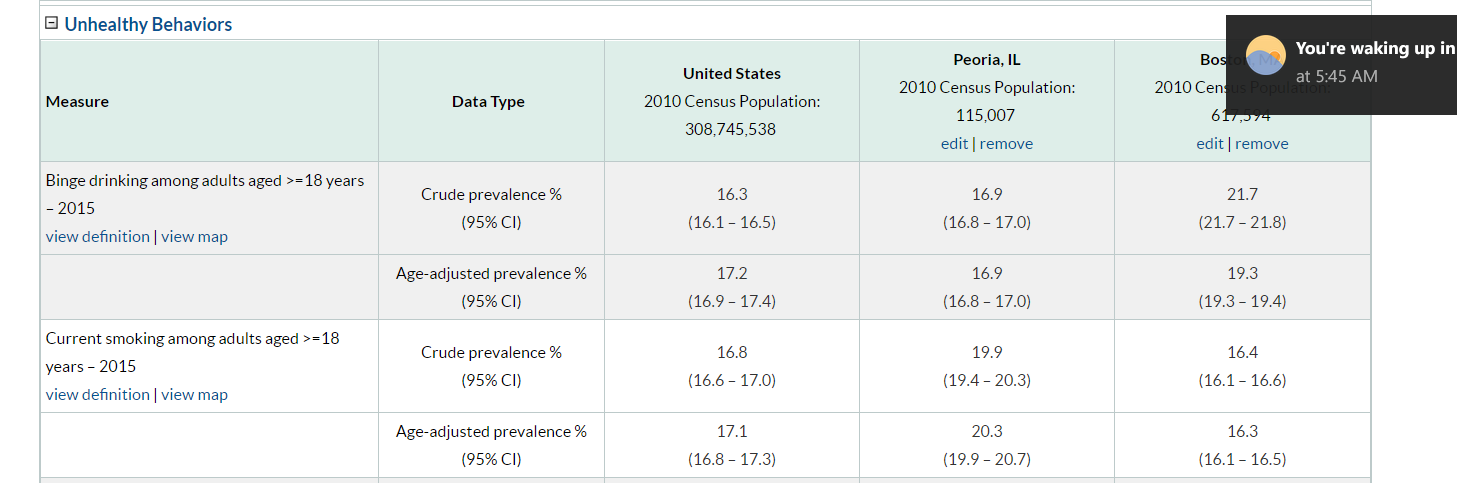 Unhealthy Behaviors
Measure
Data Type
United States
2010 Census Population:
308,745,538
Peoria, IL
2010 Census Population:
115,007
edit | remove
Boston, MA
2010 Census Population:
617,594
edit | remove
You're waking up in
at 5:45 AM
Binge drinking among adults aged >=18 years
– 2015
view definition | view map
Crude prevalence %
(95% CI)
16.3
(16.1 – 16.5)
16.9
(16.8 – 17.0)
21.7
(21.7 – 21.8)
Age-adjusted prevalence %
(95% CI)
17.2
(16.9 – 17.4)
16.9
(16.8 – 17.0)
19.3
(19.3 – 19.4)
Current smoking among adults aged >=18
years – 2015
view definition | view map
Crude prevalence %
(95% CI)
16.8
(16.6 – 17.0)
19.9
(19.4 – 20.3)
16.4
(16.1 – 16.6)
Age-adjusted prevalence %
(95% CI)
17.1
(16.8 – 17.3)
20.3
(19.9 – 20.7)
16.3
(16.1 – 16.5)